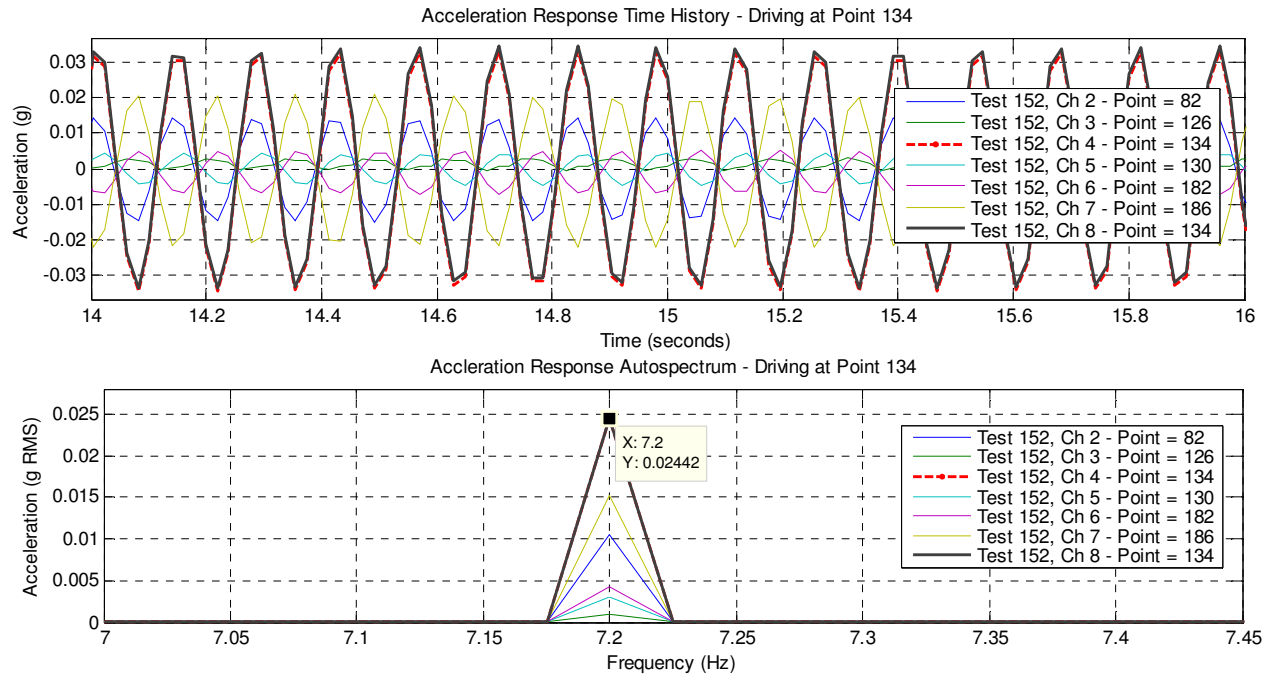 Acceleration Response Time History - Driving at Point 134
Acceleration (g)
0.03
0.02
0.01
0
-0.01
-0.02
-0.03
14
14.2
14.4
14.6
14.8
15
15.2
15.4
15.6
15.8
16
Time (seconds)
Test 152, Ch 2 - Point = 82
Test 152, Ch 3 - Point = 126
Test 152, Ch 4 - Point = 134
Test 152, Ch 5 - Point = 130
Test 152, Ch 6 - Point = 182
Test 152, Ch 7 - Point = 186
Test 152, Ch 8 - Point = 134
Accleration Response Autospectrum - Driving at Point 134
Acceleration (g RMS)
0.025
0.02
0.015
0.01
0.005
0
7
7.05
7.1
7.15
7.2
7.25
7.3
7.35
7.4
7.45
Frequency (Hz)
X: 7.2
Y: 0.02442
Test 152, Ch 2 - Point = 82
Test 152, Ch 3 - Point = 126
Test 152, Ch 4 - Point = 134
Test 152, Ch 5 - Point = 130
Test 152, Ch 6 - Point = 182
Test 152, Ch 7 - Point = 186
Test 152, Ch 8 - Point = 134